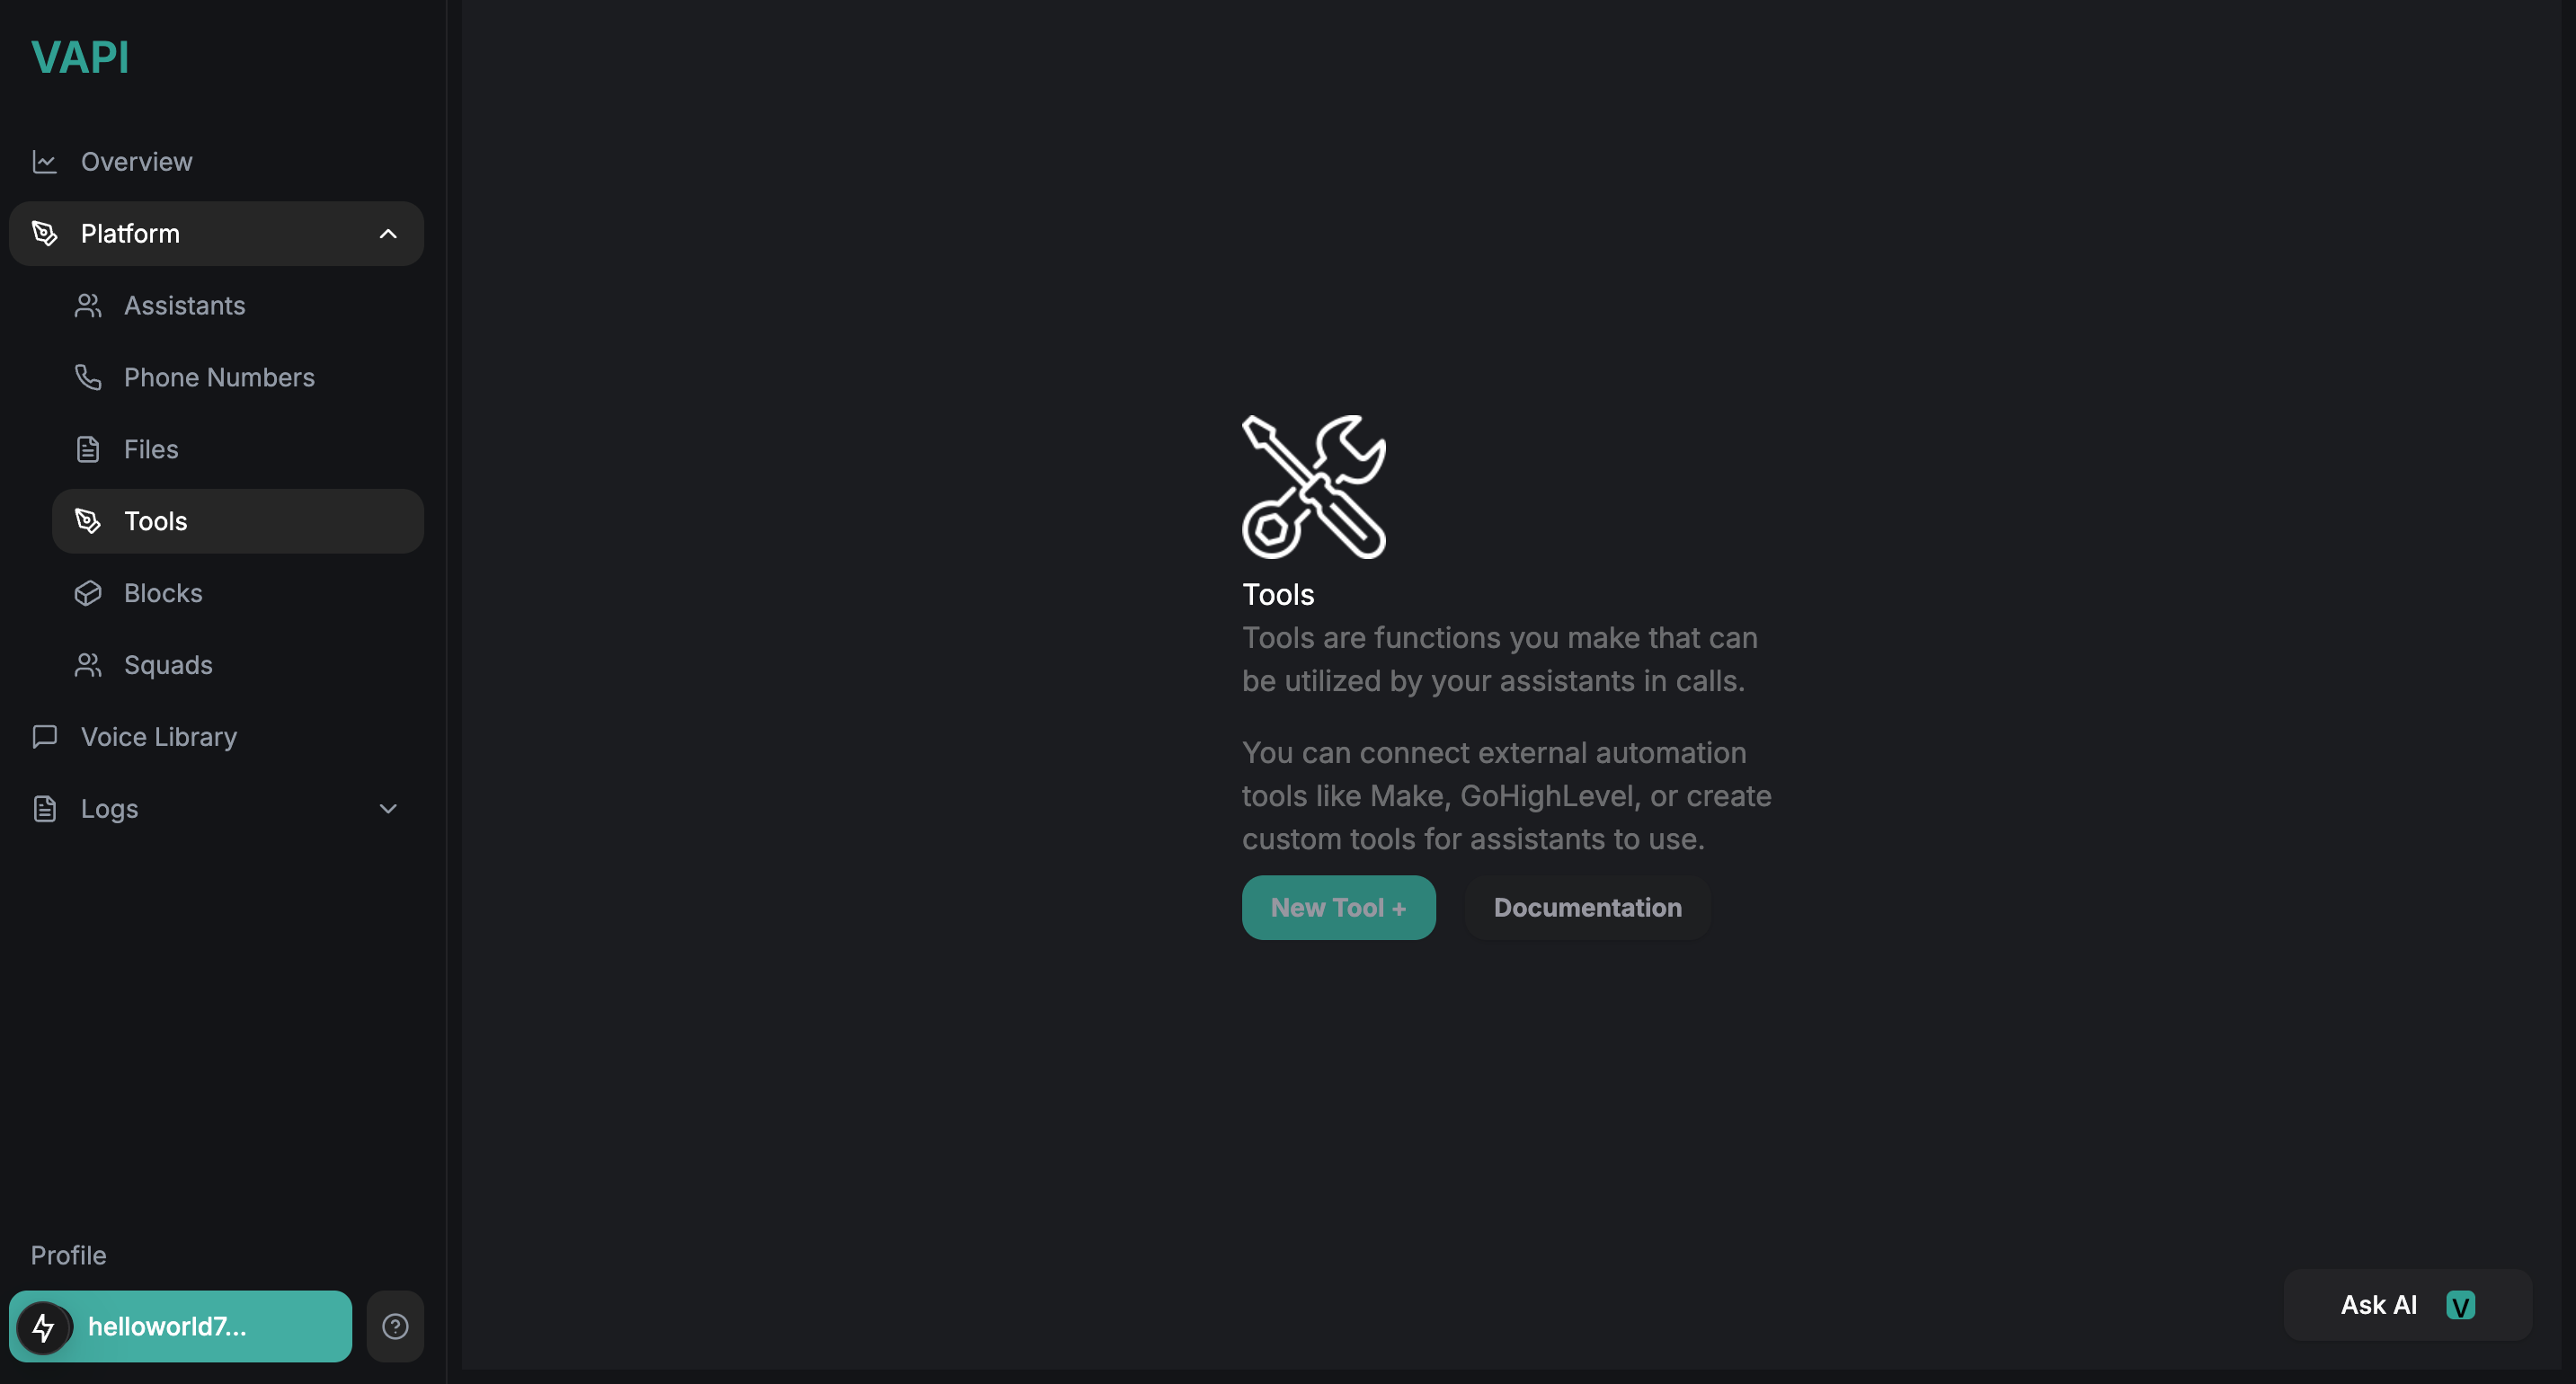 VAPI
Overview
Platform
Assistants
Phone Numbers
Files
Tools
Blocks
Squads
Voice Library
Logs
Profile
helloworld7...
Tools
Tools are functions you make that can
be utilized by your assistants in calls.
You can connect external automation
tools like Make, GoHighLevel, or create
custom tools for assistants to use.
New Tool +
Documentation
Ask AI V